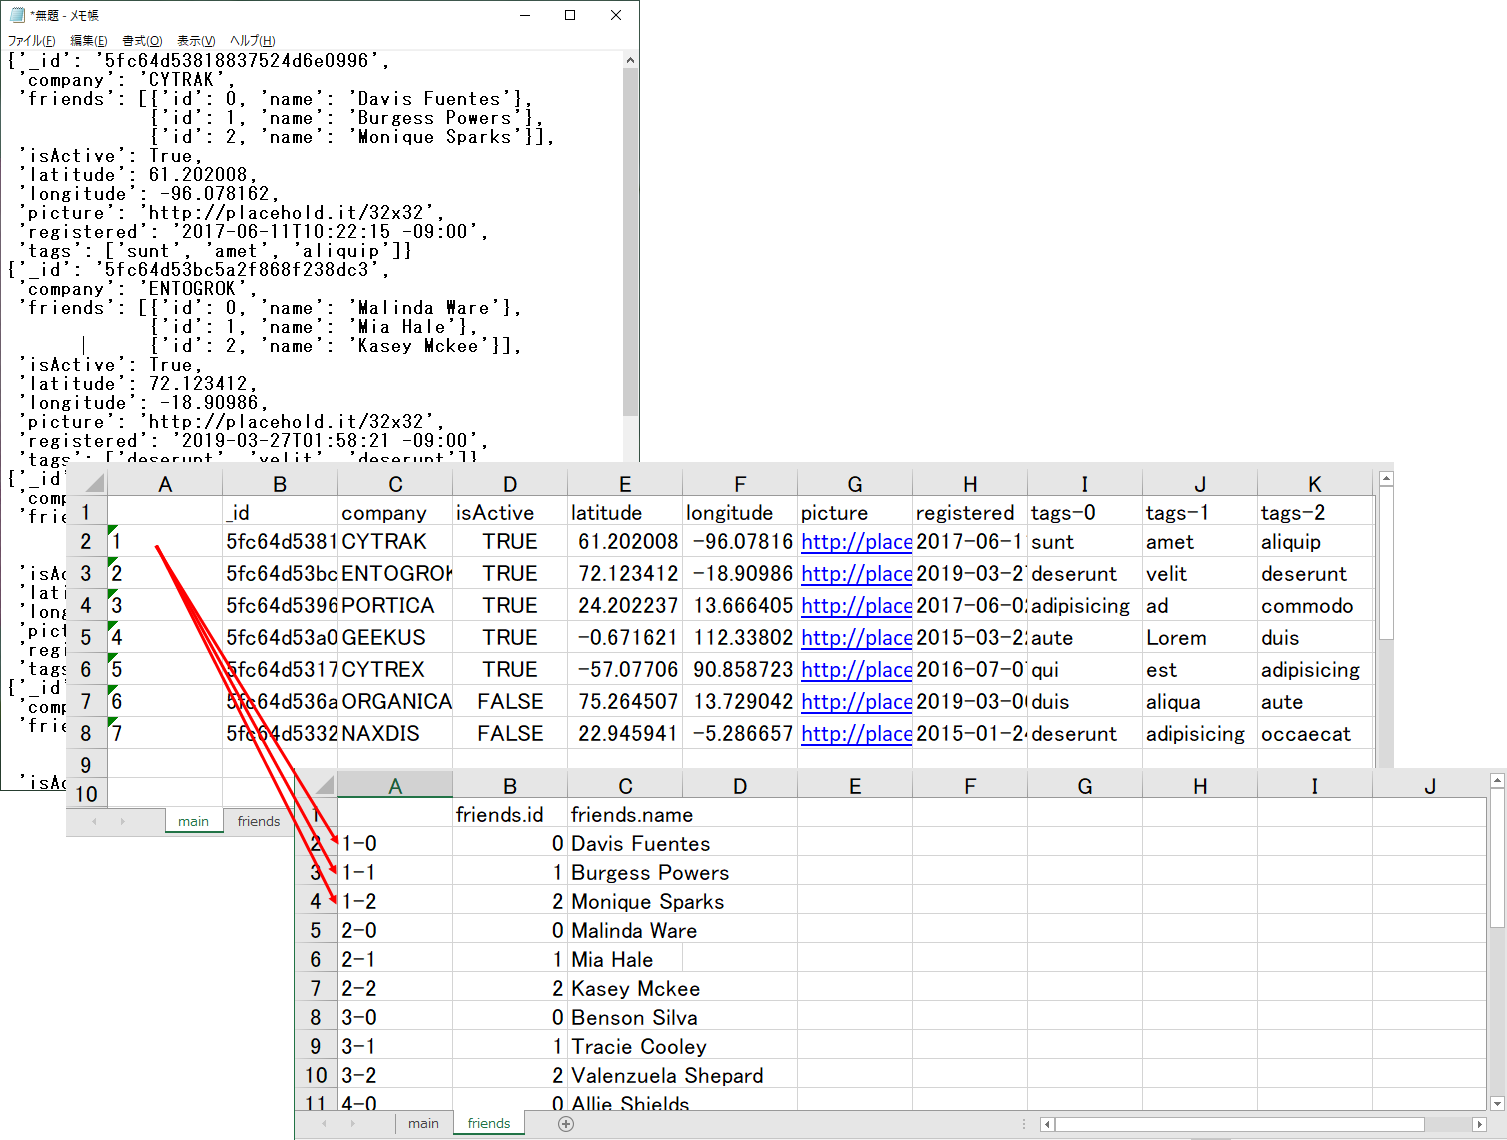 *無題 - メモ帳
ファイル(F) 編集(E) 書式(O) 表示(V) ヘルプ(H)
{'_id': '5fc64d53818837524d6e0996',
'company': 'CYTRAK',
'friends': [{'id': 0, 'name': 'Davis Fuentes'},
{'id': 1, 'name': 'Burgess Powers'},
{'id': 2, 'name': 'Monique Sparks'}],
'isActive': True,
'latitude': 61.202008,
'longitude': -96.078162,
'picture': 'http://placehold.it/32x32',
'registered': '2017-06-11T10:22:15 -09:00',
'tags': ['sunt', 'amet', 'aliquip']}
{'_id': '5fc64d53bc5a2f868f238dc3',
'company': 'ENTOGROK',
'friends': [{'id': 0, 'name': 'Malinda Ware'},
{'id': 1, 'name': 'Mia Hale'},
{'id': 2, 'name': 'Kasey Mckee'}],
'isActive': True,
'latitude': 72.123412,
'longitude': -18.90986,
'picture': 'http://placehold.it/32x32',
'registered': '2019-03-27T01:58:21 -09:00',
'tags': ['deserunt', 'velit', 'deserunt']}
{'_id
'comp
'frie
'isAc
'lati
'long
'pict
'regi
'tags
{'_id
'comp
'frie
'isAc
A B C D E F G H I J K
1 _id company isActive latitude longitude picture registered tags-0 tags-1 tags-2
2 1 5fc64d5381 CYTRAK TRUE 61.202008 -96.07816 http://place 2017-06-11 sunt amet aliquip
3 2 5fc64d53bc ENTOGROK TRUE 72.123412 -18.90986 http://place 2019-03-27 deserunt velit deserunt
4 3 5fc64d5396 PORTICA TRUE 24.202237 13.666405 http://place 2017-06-02 adipisicing ad commodo
5 4 5fc64d53a0 GEEKUS TRUE -0.671621 112.33802 http://place 2015-03-22 aute Lorem duis
6 5 5fc64d5317 CYTREX TRUE -57.07706 90.858723 http://place 2016-07-07 qui est adipisicing
7 6 5fc64d536a ORGANICA FALSE 75.264507 13.729042 http://place 2019-03-06 duis aliqua aute
8 7 5fc64d5332 NAXDIS FALSE 22.945941 -5.286657 http://place 2015-01-24 deserunt adipisicing occaecat
9
10
main friends
A B C D E F G H I J
1 friends.id friends.name
2 1-0 0 Davis Fuentes
3 1-1 1 Burgess Powers
4 1-2 2 Monique Sparks
5 2-0 0 Malinda Ware
6 2-1 1 Mia Hale
7 2-2 2 Kasey Mckee
8 3-0 0 Benson Silva
9 3-1 1 Tracie Cooley
10 3-2 2 Valenzuela Shepard
11 4-0 0 Allie Shields
main friends